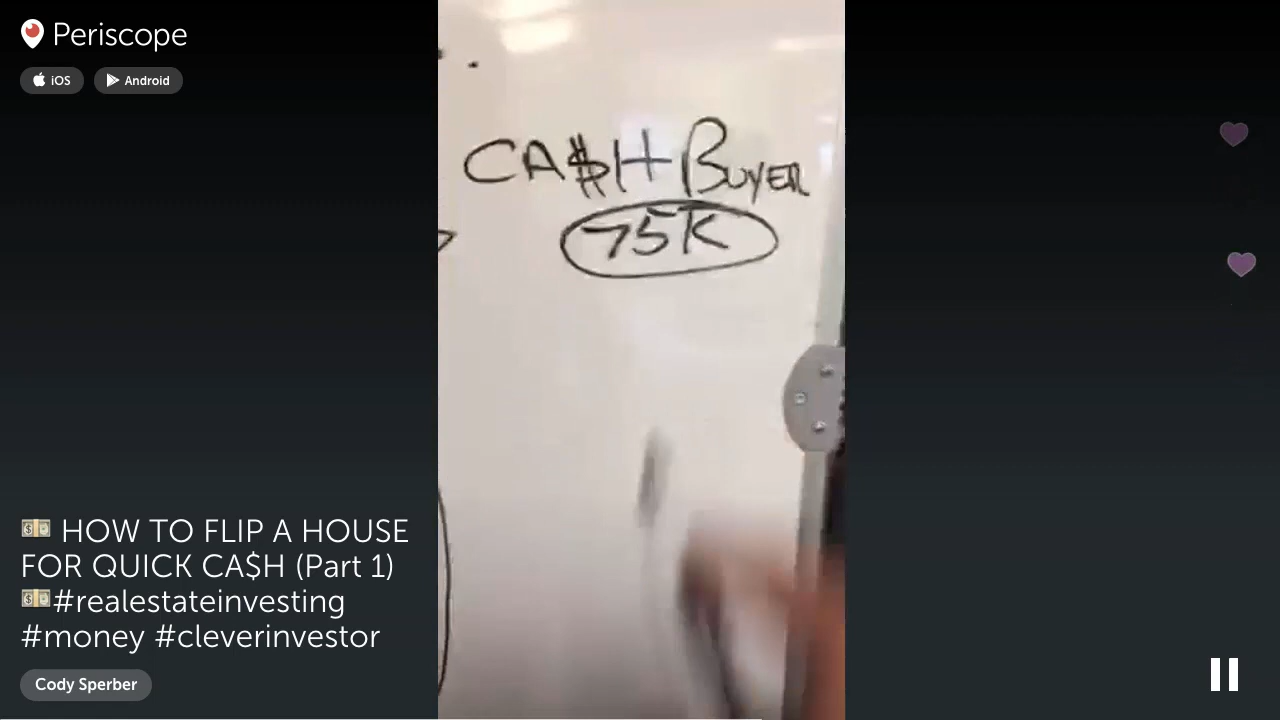 Periscope
iOS
Android
CA$H BUYER
75K
💵 HOW TO FLIP A HOUSE
FOR QUICK CA$H (Part 1)
💵#realestateinvesting
#money #cleverinvestor
Cody Sperber